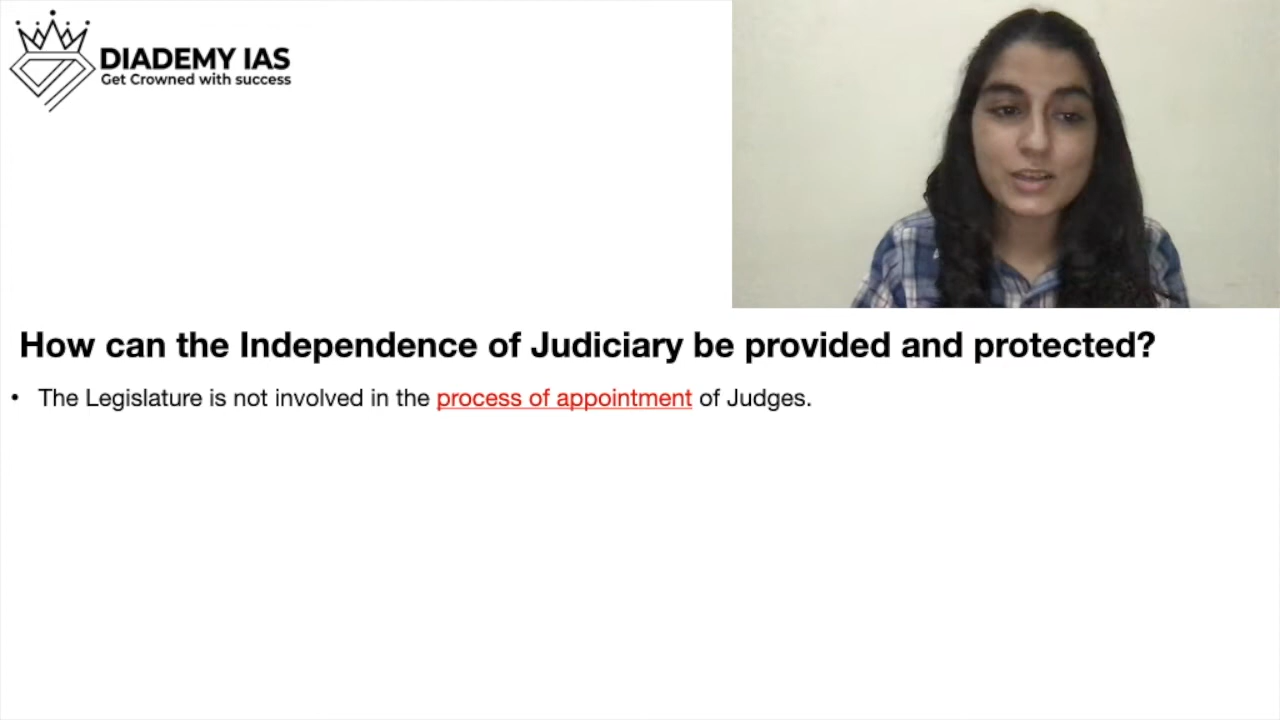 DIADEMY IAS
Get Crowned with success
How can the Independence of Judiciary be provided and protected?
• The Legislature is not involved in the process of appointment of Judges.